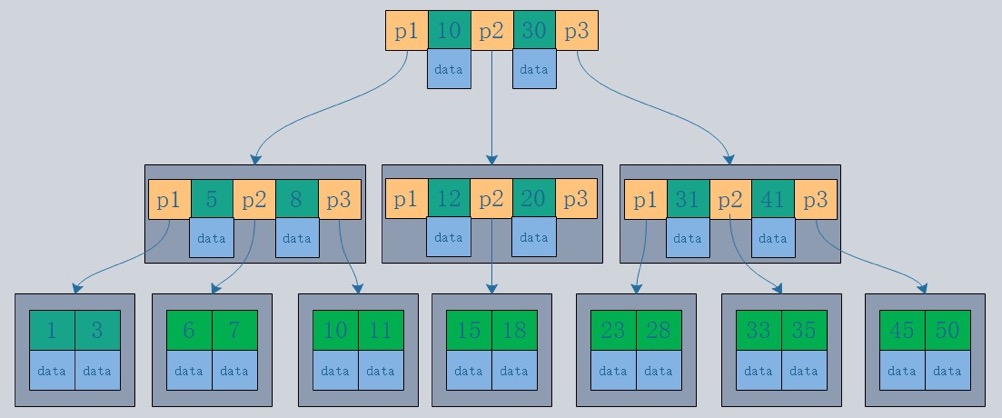 p1 10 p2 30 p3
data data
p1 5 p2 8 p3
data data
p1 12 p2 20 p3
data data
p1 31 p2 41 p3
data data
1 3
data data
6 7
data data
10 11
data data
15 18
data data
23 28
data data
33 35
data data
45 50
data data